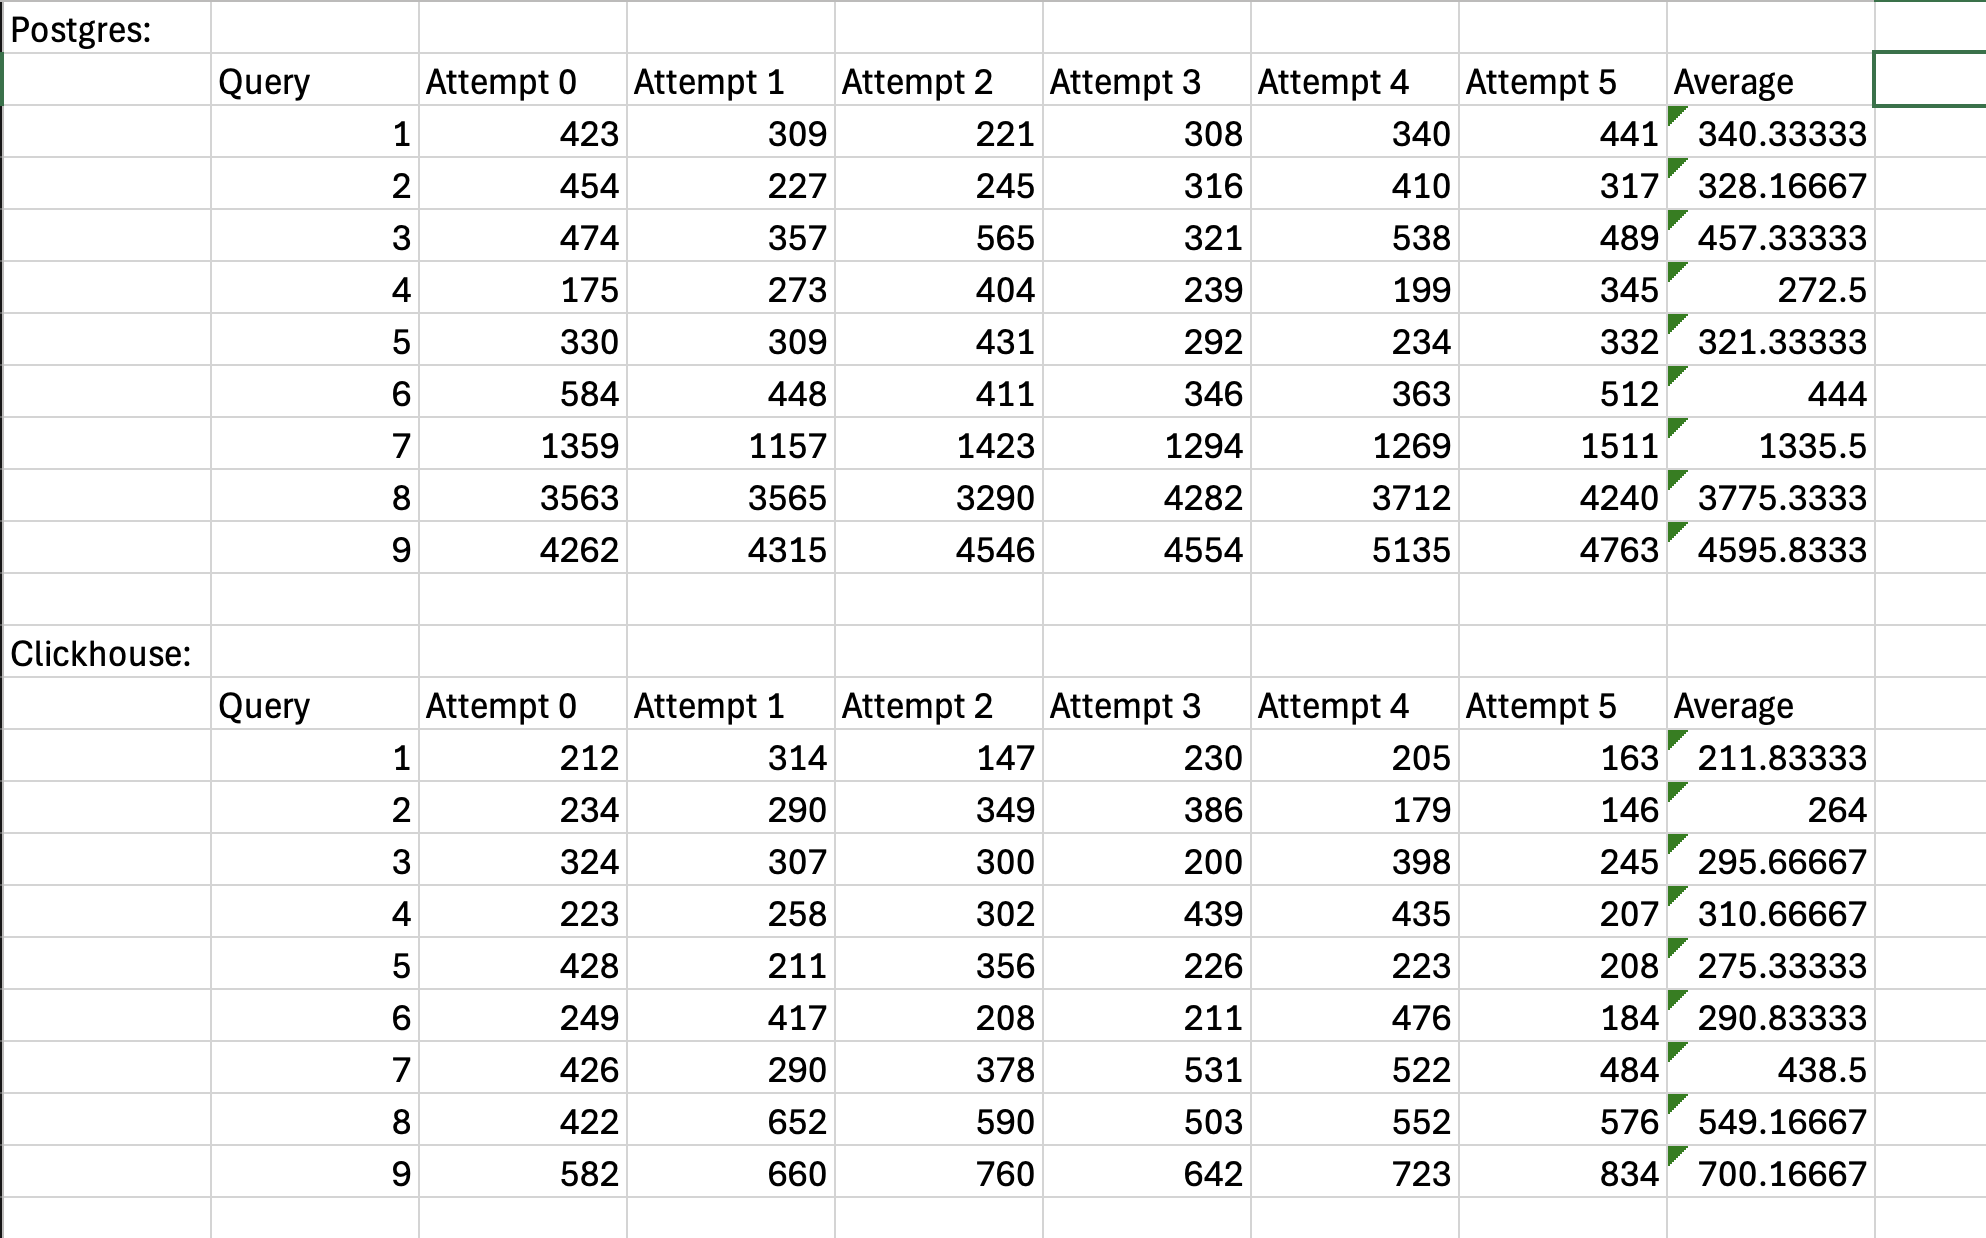 Postgres:
Query Attempt 0 Attempt 1 Attempt 2 Attempt 3 Attempt 4 Attempt 5 Average
1 423 309 221 308 340 441 340.33333
2 454 227 245 316 410 317 328.16667
3 474 357 565 321 538 489 457.33333
4 175 273 404 239 199 345 272.5
5 330 309 431 292 234 332 321.33333
6 584 448 411 346 363 512 444
7 1359 1157 1423 1294 1269 1511 1335.5
8 3563 3565 3290 4282 3712 4240 3775.3333
9 4262 4315 4546 4554 5135 4763 4595.8333
Clickhouse:
Query Attempt 0 Attempt 1 Attempt 2 Attempt 3 Attempt 4 Attempt 5 Average
1 212 314 147 230 205 163 211.83333
2 234 290 349 386 179 146 264
3 324 307 300 200 398 245 295.66667
4 223 258 302 439 435 207 310.66667
5 428 211 356 226 223 208 275.33333
6 249 417 208 211 476 184 290.83333
7 426 290 378 531 522 484 438.5
8 422 652 590 503 552 576 549.16667
9 582 660 760 642 723 834 700.16667